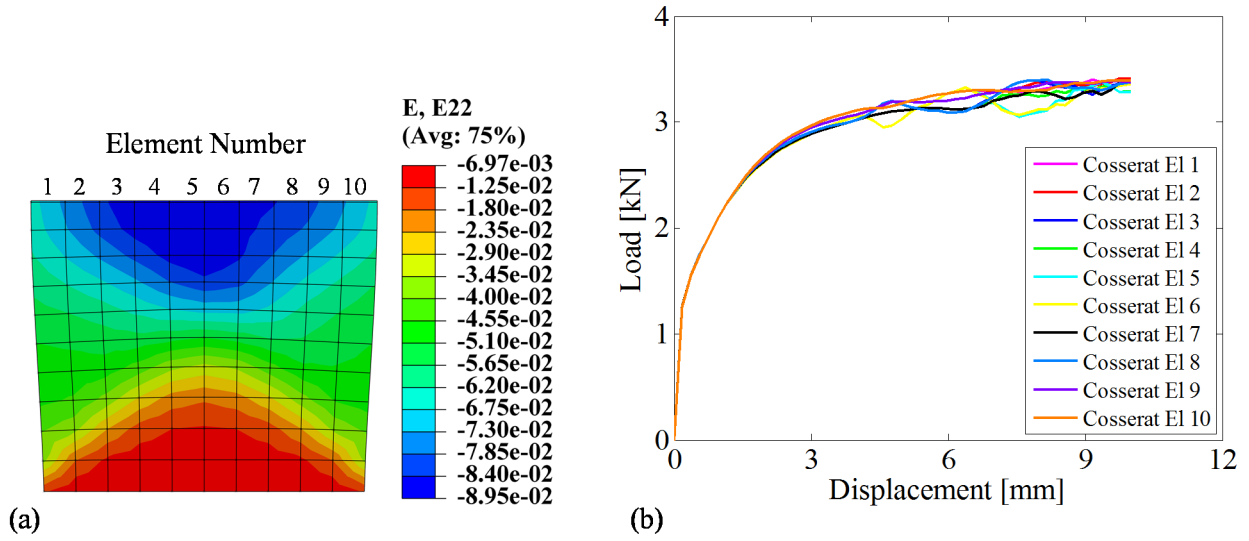 Element Number
1 2 3 4 5 6 7 8 9 10
E, E22
(Avg: 75%)
-6.97e-03
-1.25e-02
-1.80e-02
-2.35e-02
-2.90e-02
-3.45e-02
-4.00e-02
-4.55e-02
-5.10e-02
-5.65e-02
-6.20e-02
-6.75e-02
-7.30e-02
-7.85e-02
-8.40e-02
-8.95e-02
(a)
4
3
2
1
0
Load [kN]
Cosserat El 1
Cosserat El 2
Cosserat El 3
Cosserat El 4
Cosserat El 5
Cosserat El 6
Cosserat El 7
Cosserat El 8
Cosserat El 9
Cosserat El 10
0 3 6 9 12
Displacement [mm]
(b)